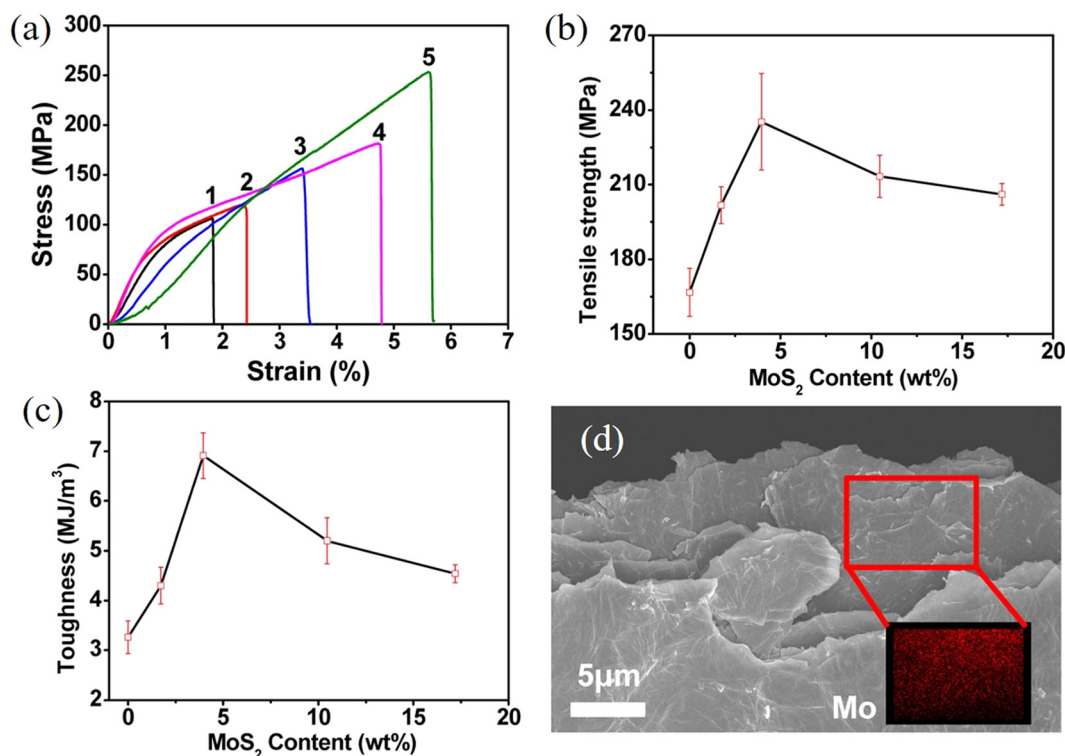 (a)
300
250
200
150
100
50
0
0 1 2 3 4 5 6 7
Stress (MPa)
Strain (%)
1 2 3 4 5
(b)
270
240
210
180
150
0 5 10 15 20
Tensile strength (MPa)
MoS₂ Content (wt%)
(c)
8
7
6
5
4
3
2
0 5 10 15 20
Toughness (MJ/m³)
MoS₂ Content (wt%)
(d)
5μm
Mo